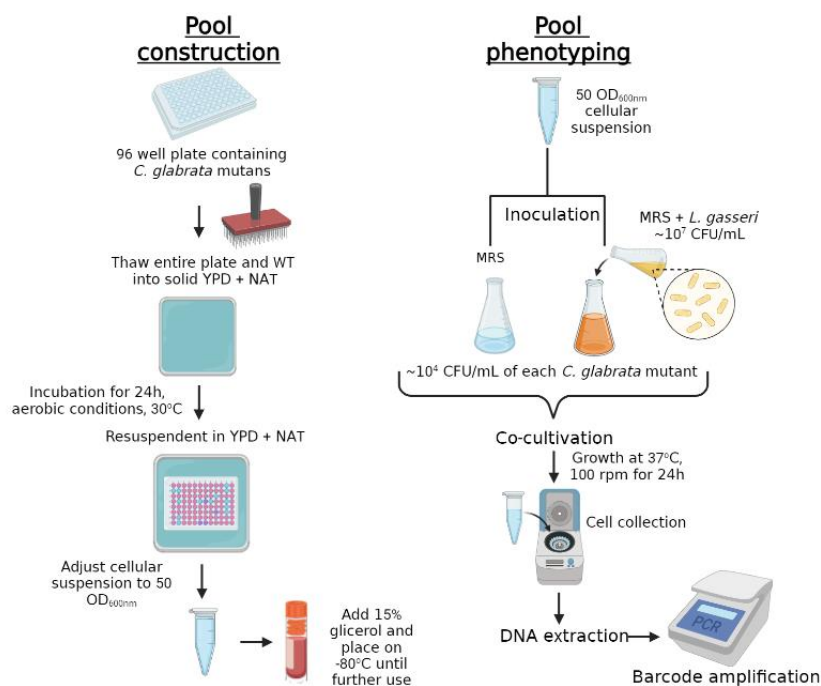 Pool
construction
96 well plate containing
C. glabrata mutans
Thaw entire plate and WT
into solid YPD + NAT
Incubation for 24h,
aerobic conditions, 30°C
Resuspendent in YPD + NAT
Adjust cellular
suspension to 50
OD600nm
Add 15%
glicerol and
place on
-80°C until
further use
Pool
phenotyping
50 OD600nm
cellular
suspension
Inoculation
MRS
MRS + L. gasseri
~10⁷ CFU/mL
~10⁴ CFU/mL of each C. glabrata mutant
Co-cultivation
Growth at 37°C,
100 rpm for 24h
Cell collection
DNA extraction
PCR
Barcode amplification